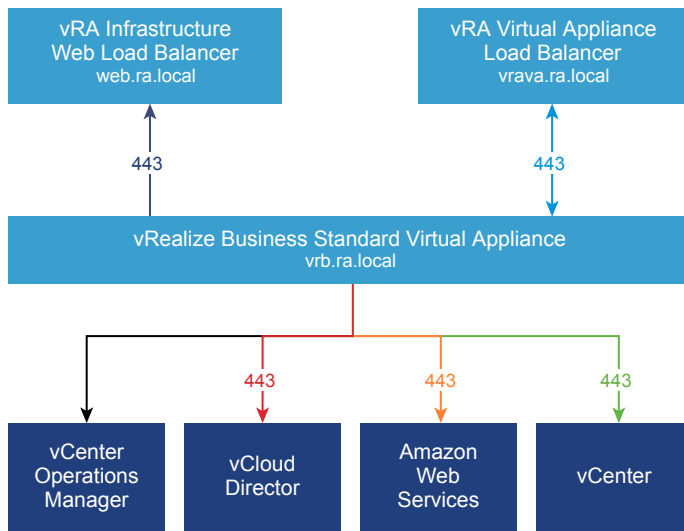 vRA Infrastructure
Web Load Balancer
web.ra.local
vRA Virtual Appliance
Load Balancer
vrava.ra.local
443
443
vRealize Business Standard Virtual Appliance
vrb.ra.local
443
443
443
vCenter
Operations
Manager
vCloud
Director
Amazon
Web
Services
vCenter